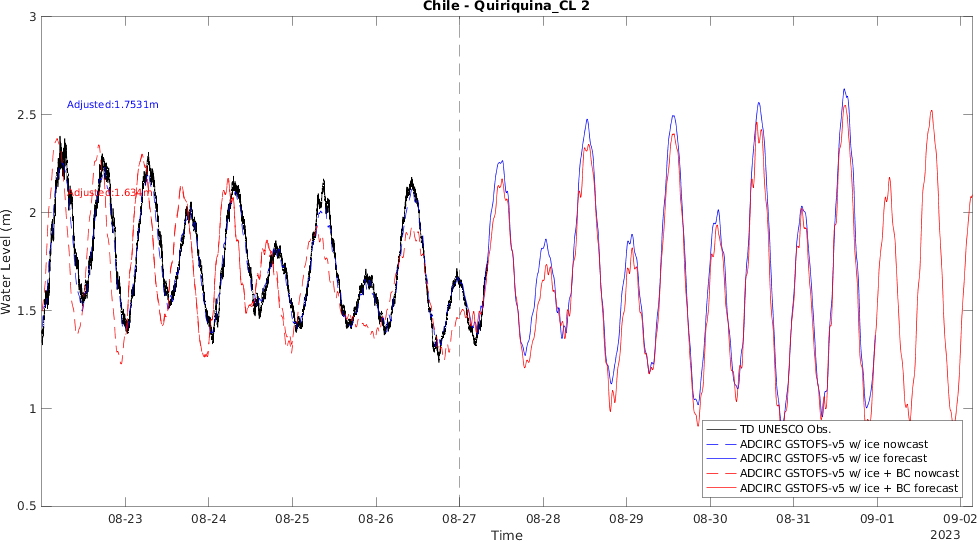 Chile - Quiriquina_CL 2
3
2.5
2
1.5
1
0.5
Water Level (m)
Adjusted:1.7531m
Adjusted:1.634m
TD UNESCO Obs.
ADCIRC GSTOFS-v5 w/ ice nowcast
ADCIRC GSTOFS-v5 w/ ice forecast
ADCIRC GSTOFS-v5 w/ ice + BC nowcast
ADCIRC GSTOFS-v5 w/ ice + BC forecast
08-23 08-24 08-25 08-26 08-27 08-28 08-29 08-30 08-31 09-01 09-02
Time
2023